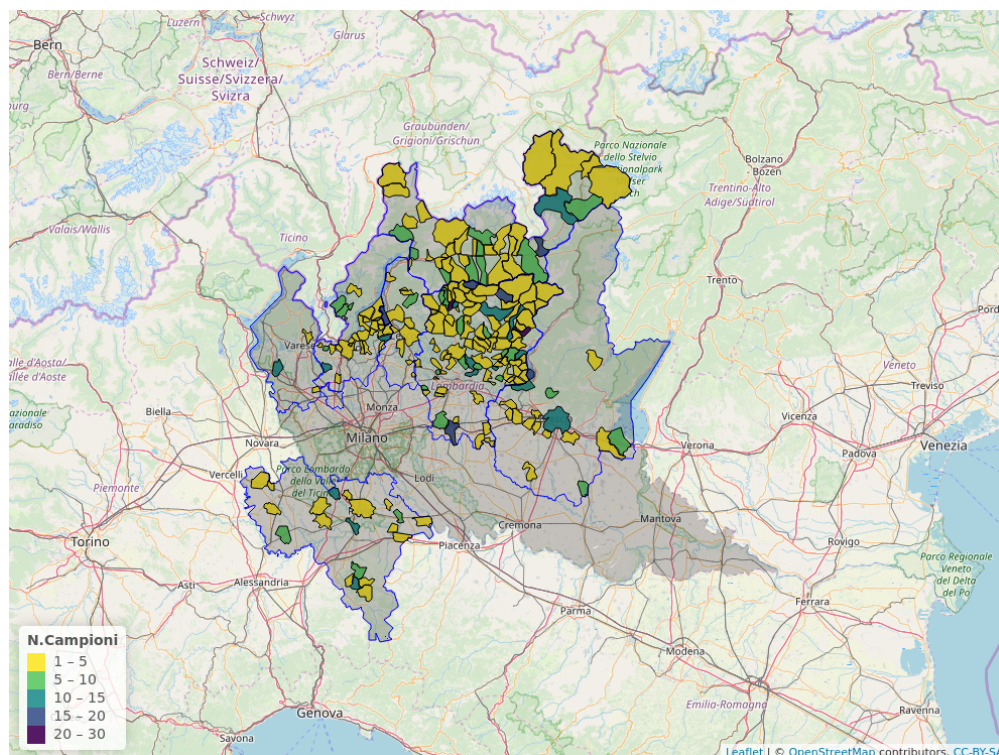 Luzern
Schwyz
Glarus
Bern
Schweiz/
Suisse/Svizzera/
Svizra
Bern/Berne
Graubünden/
Grigioni/Grischun
Parco Nazionale
dello Stelvio
Bolzano
- Bozen
Trentino-Alto
Adige/Südtirol
Valais/Wallis
Ticino
Trento
Varese
Lombardia
Veneto
Treviso
Biella
Monza
Milano
Novara
Vicenza
Verona
Padova
Venezia
Vercelli
Parco Lombardo
della Valle
del Ticino
Piemonte
Lodi
Torino
Cremona
Mantova
Piacenza
Rovigo
Parco Regionale
Veneto
del Delta
del Po
Asti
Alessandria
Ferrara
Parma
Modena
Emilia-Romagna
Genova
Ravenna
Savona
N.Campioni
1 – 5
5 – 10
10 – 15
15 – 20
20 – 30
Leaflet | © OpenStreetMap contributors, CC-BY-SA